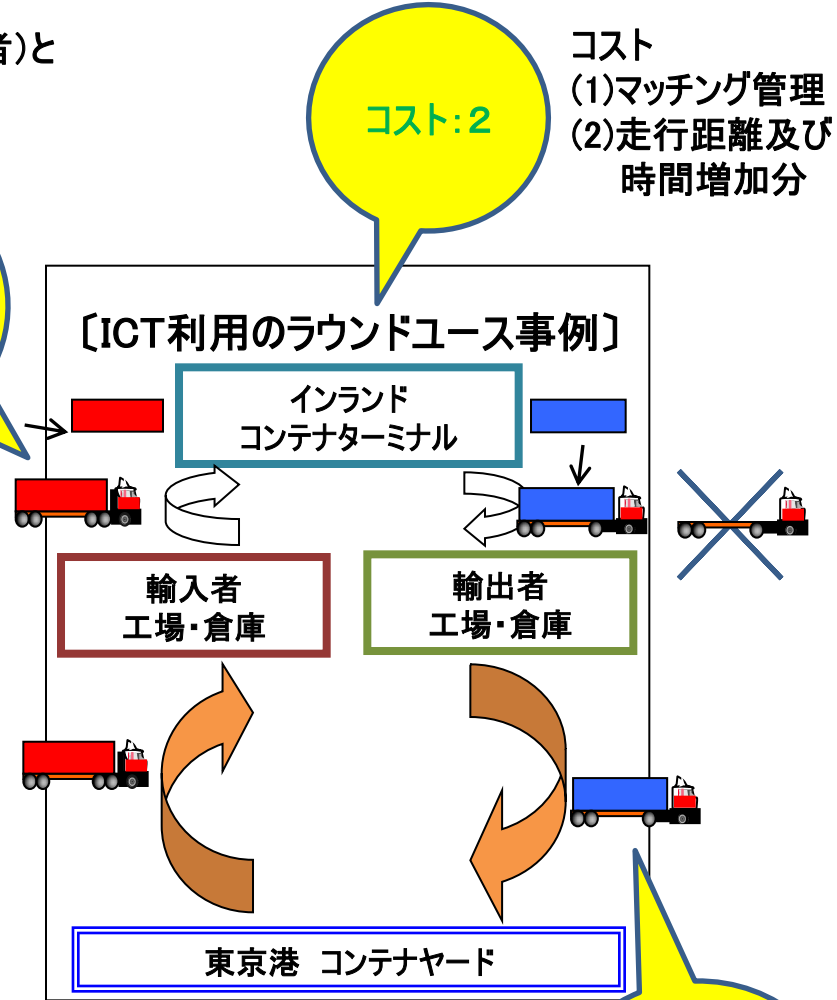 者)と
コスト:2
コスト
(1)マッチング管理
(2)走行距離及び
時間増加分
〔ICT利用のラウンドユース事例〕
インランド
コンテナターミナル
輸入者
工場・倉庫
輸出者
工場・倉庫
東京港 コンテナヤード